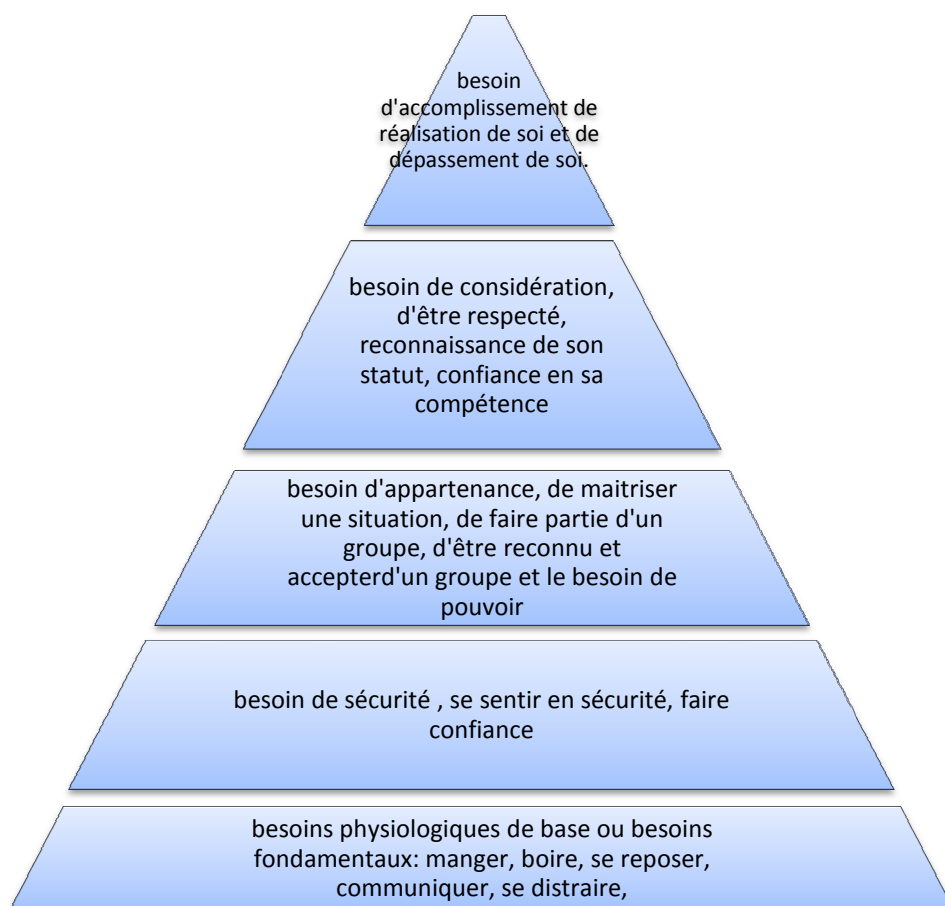 besoin
d'accomplissement de
réalisation de soi et de
dépassement de soi.
besoin de considération,
d'être respecté,
reconnaissance de son
statut, confiance en sa
compétence
besoin d'appartenance, de maitriser
une situation, de faire partie d'un
groupe, d'être reconnu et
accepterd'un groupe et le besoin de
pouvoir
besoin de sécurité , se sentir en sécurité, faire
confiance
besoins physiologiques de base ou besoins
fondamentaux: manger, boire, se reposer,
communiquer, se distraire,